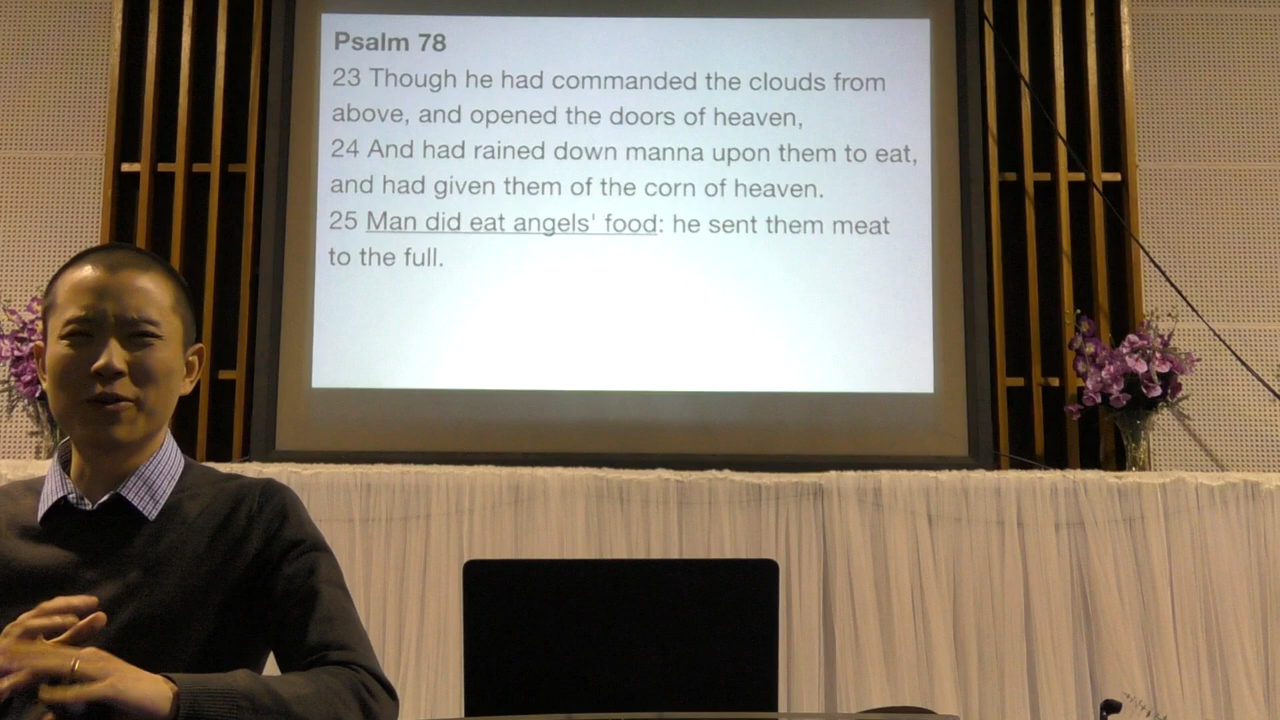 Psalm 78
23 Though he had commanded the clouds from
above, and opened the doors of heaven,
24 And had rained down manna upon them to eat,
and had given them of the corn of heaven.
25 Man did eat angels' food: he sent them meat
to the full.